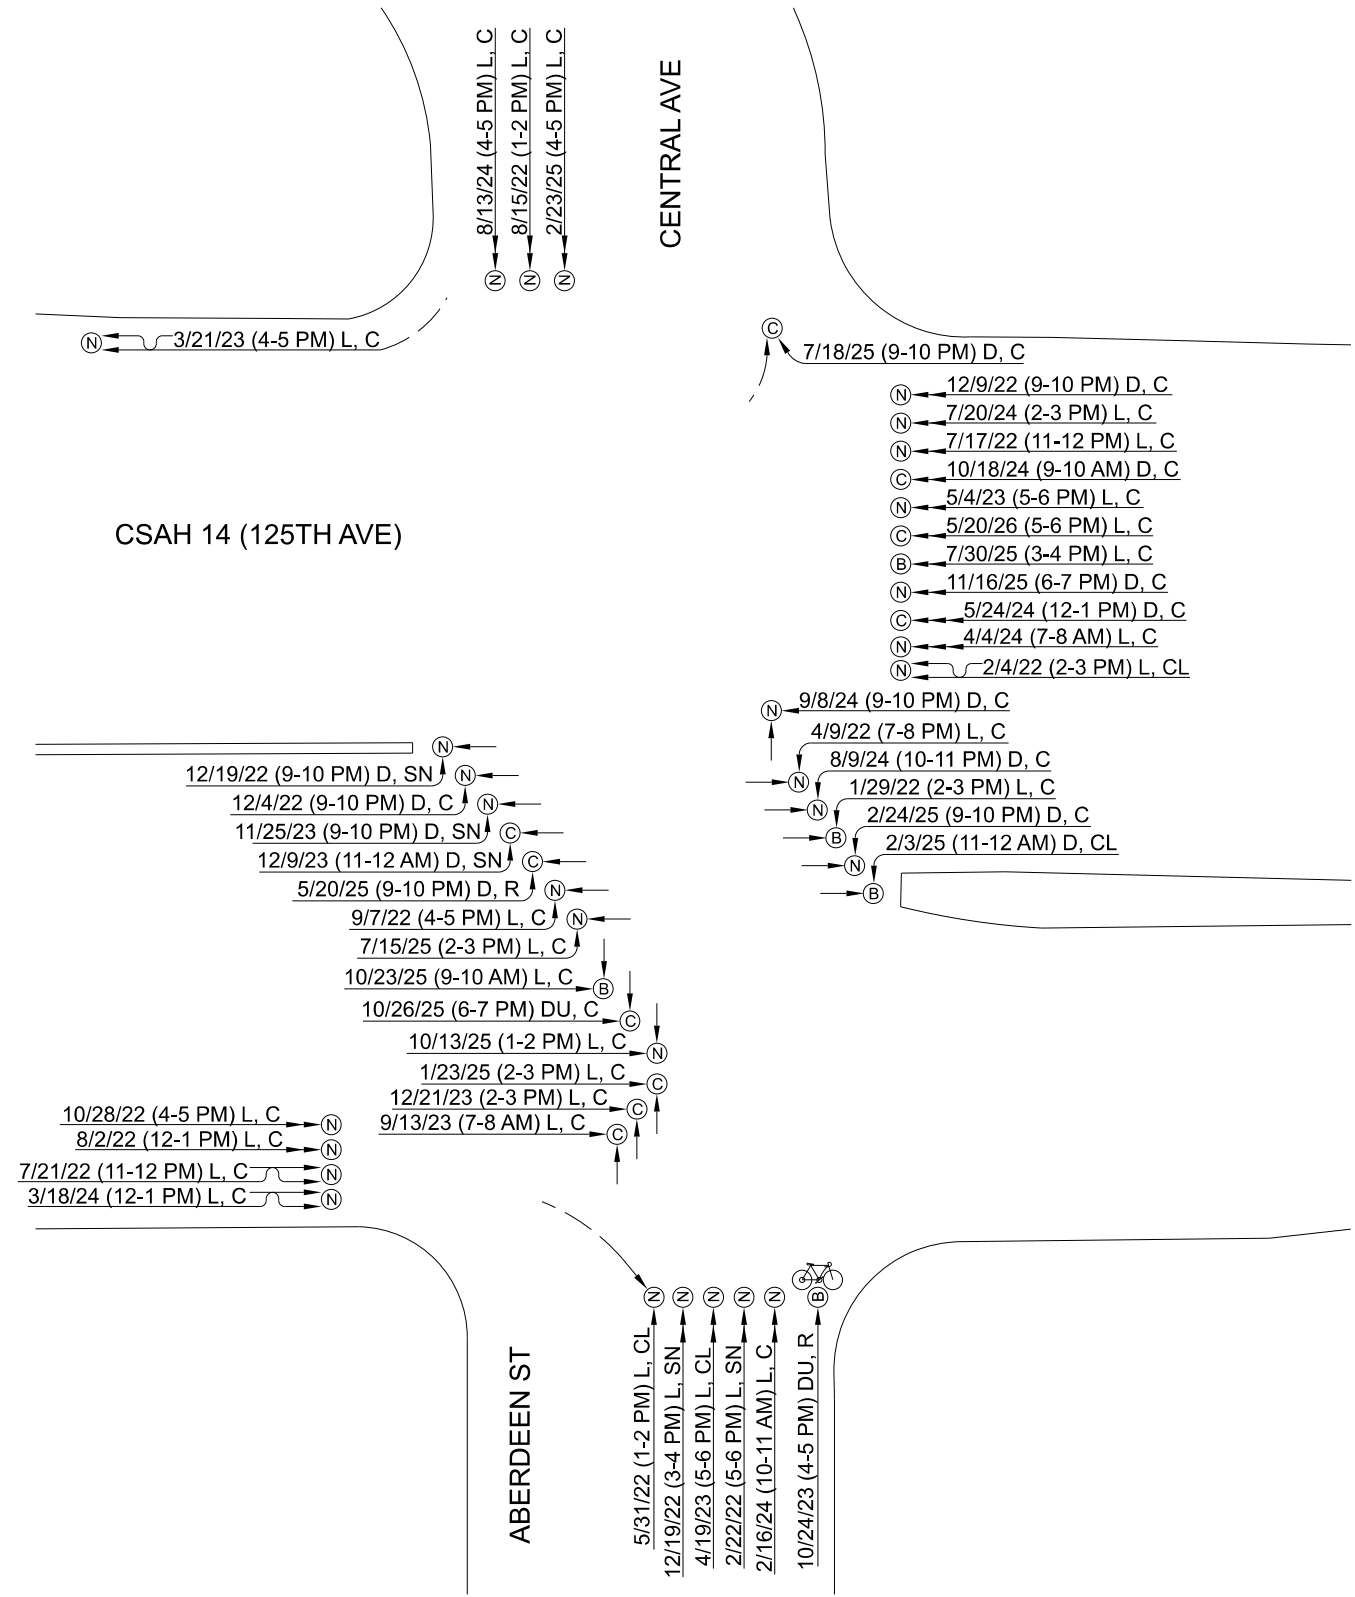 8/13/24 (4-5 PM) L, C
8/15/22 (1-2 PM) L, C
2/23/25 (4-5 PM) L, C
CENTRAL AVE
N
N
N
N 3/21/23 (4-5 PM) L, C
C
7/18/25 (9-10 PM) D, C
N 12/9/22 (9-10 PM) D, C
N 7/20/24 (2-3 PM) L, C
N 7/17/22 (11-12 PM) L, C
C 10/18/24 (9-10 AM) D, C
N 5/4/23 (5-6 PM) L, C
C 5/20/26 (5-6 PM) L, C
B 7/30/25 (3-4 PM) L, C
N 11/16/25 (6-7 PM) D, C
C 5/24/24 (12-1 PM) D, C
N 4/4/24 (7-8 AM) L, C
N 2/4/22 (2-3 PM) L, CL
CSAH 14 (125TH AVE)
N 9/8/24 (9-10 PM) D, C
4/9/22 (7-8 PM) L, C
N
8/9/24 (10-11 PM) D, C
N
1/29/22 (2-3 PM) L, C
B
2/24/25 (9-10 PM) D, C
N
2/3/25 (11-12 AM) D, CL
B
N
12/19/22 (9-10 PM) D, SN
N
12/4/22 (9-10 PM) D, C
N
11/25/23 (9-10 PM) D, SN
C
12/9/23 (11-12 AM) D, SN
C
5/20/25 (9-10 PM) D, R
N
9/7/22 (4-5 PM) L, C
N
7/15/25 (2-3 PM) L, C
10/23/25 (9-10 AM) L, C
B
10/26/25 (6-7 PM) DU, C
C
10/13/25 (1-2 PM) L, C
N
1/23/25 (2-3 PM) L, C
C
12/21/23 (2-3 PM) L, C
C
9/13/23 (7-8 AM) L, C
C
10/28/22 (4-5 PM) L, C N
8/2/22 (12-1 PM) L, C N
7/21/22 (11-12 PM) L, C N
3/18/24 (12-1 PM) L, C N
N
N
N
N
N
B
ABERDEEN ST
5/31/22 (1-2 PM) L, CL
12/19/22 (3-4 PM) L, SN
4/19/23 (5-6 PM) L, CL
2/22/22 (5-6 PM) L, SN
2/16/24 (10-11 AM) L, C
10/24/23 (4-5 PM) DU, R